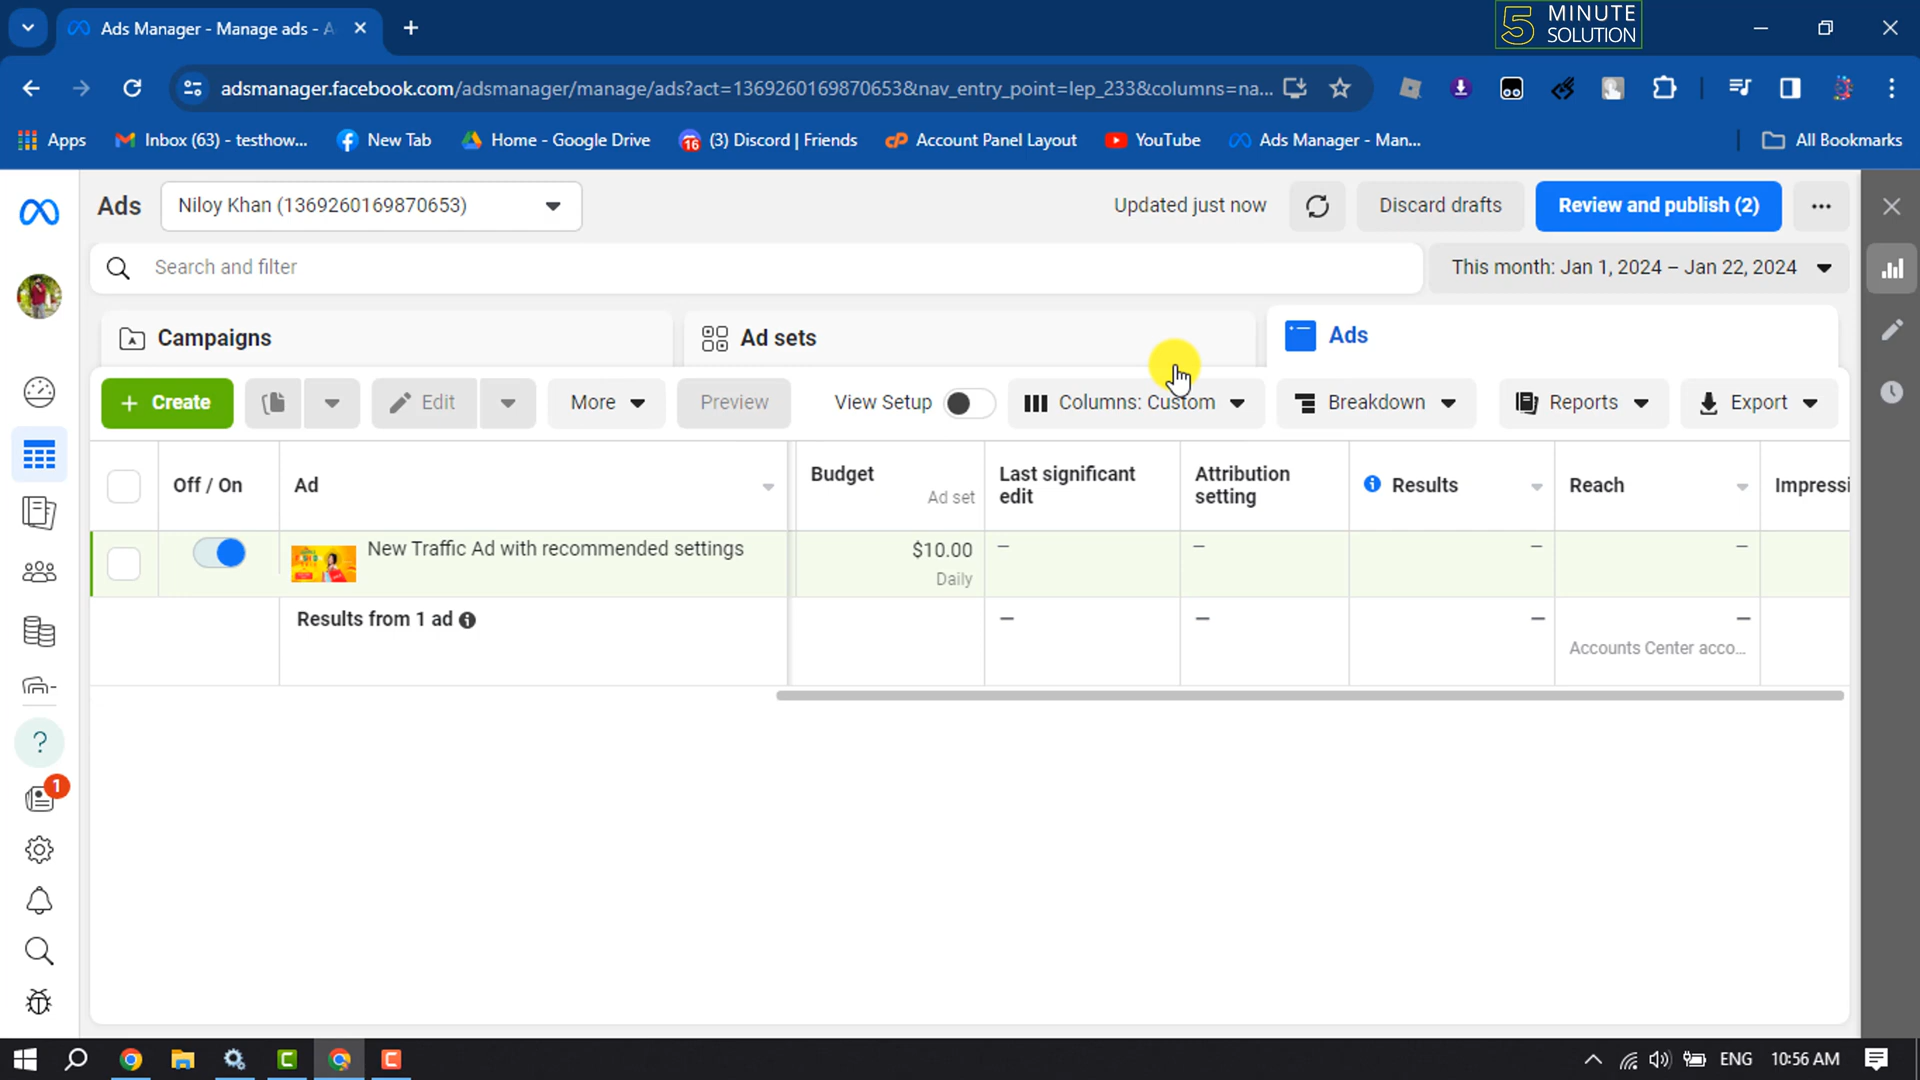 Ads Manager - Manage ads - A
5 MINUTE SOLUTION
adsmanager.facebook.com/adsmanager/manage/ads?act=1369260169870653&nav_entry_point=lep_233&columns=na...
Apps
Inbox (63) - testhow...
New Tab
Home - Google Drive
16
(3) Discord | Friends
Account Panel Layout
YouTube
Ads Manager - Man...
All Bookmarks
Ads
Niloy Khan (1369260169870653)
Updated just now
Discard drafts
Review and publish (2)
Search and filter
This month: Jan 1, 2024 – Jan 22, 2024
Campaigns
Ad sets
Ads
+ Create
Edit
More
Preview
View Setup
Columns: Custom
Breakdown
Reports
Export
Off / On
Ad
Budget
Ad set
Last significant edit
Attribution setting
Results
Reach
Impressi
New Traffic Ad with recommended settings
$10.00
Daily
–
–
–
–
Results from 1 ad
–
–
–
–
Accounts Center acco...
?
1
ENG
10:56 AM